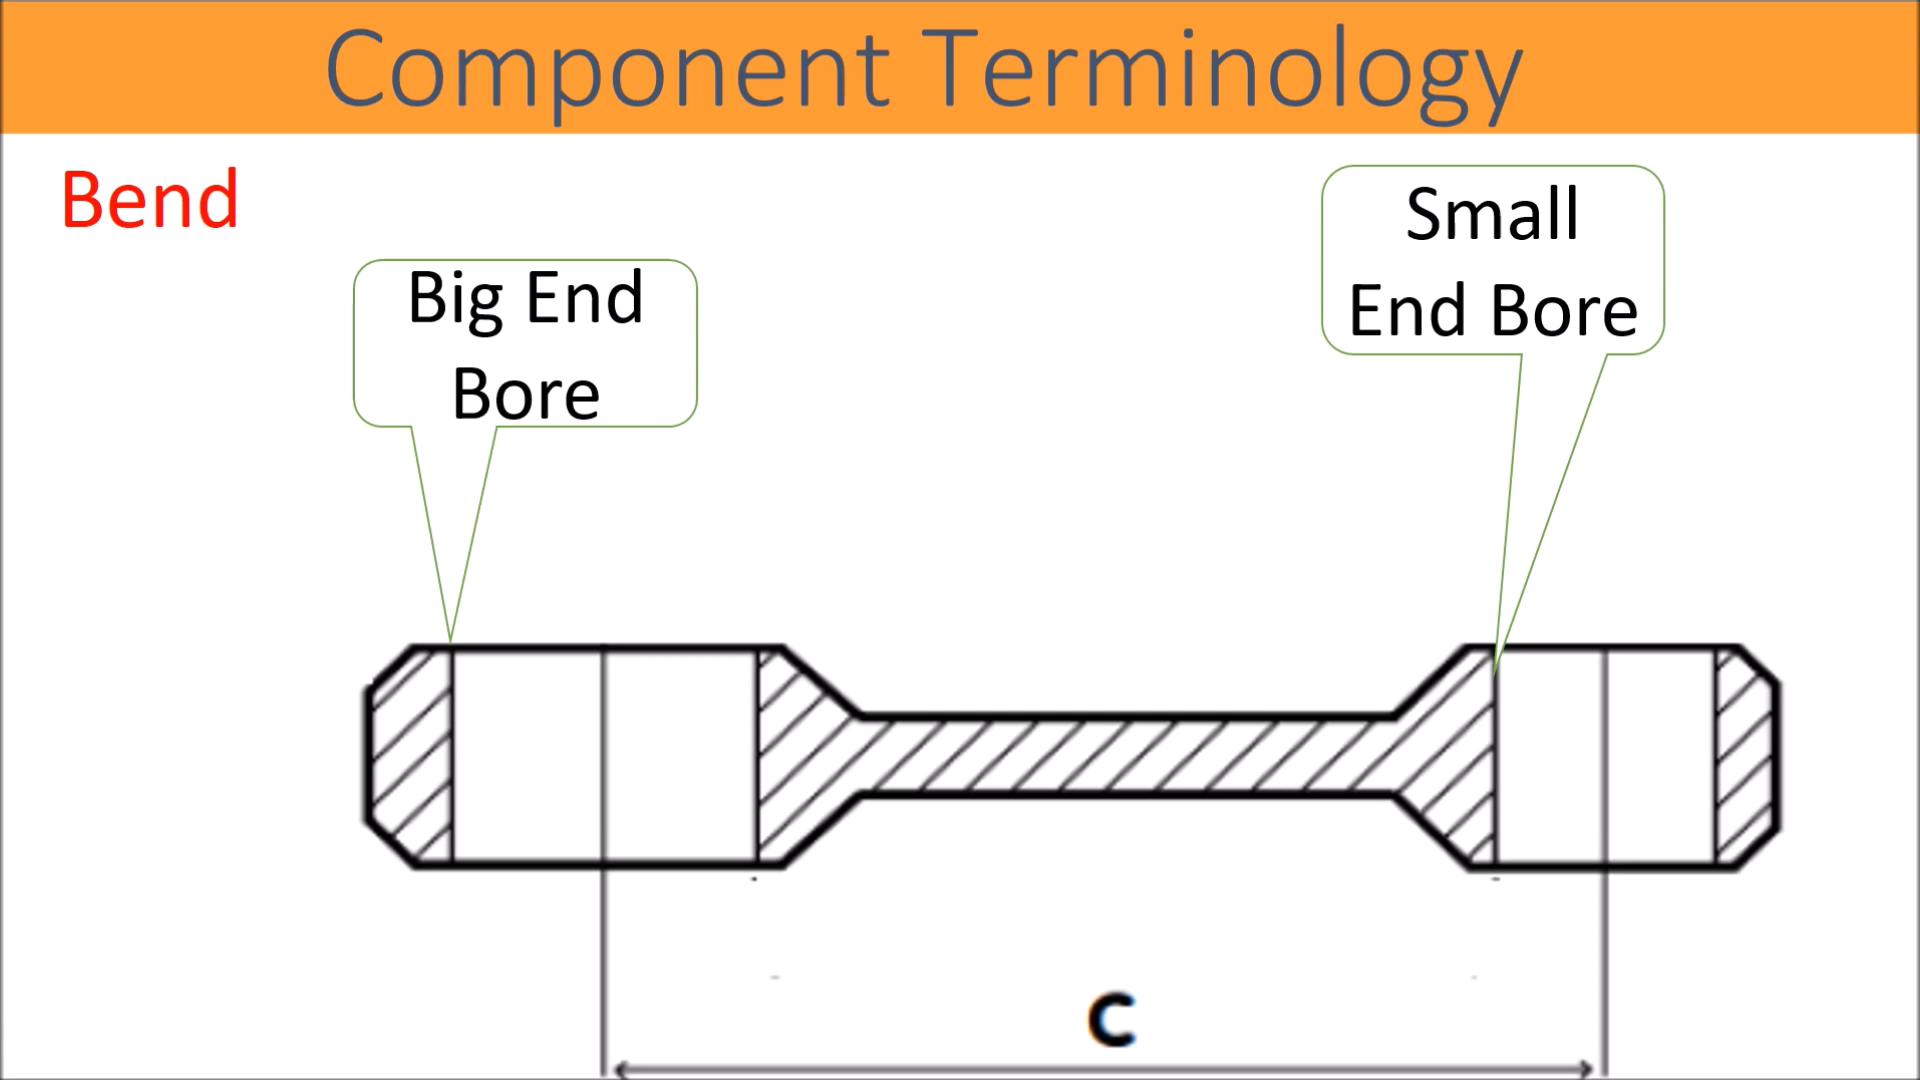 Component Terminology
Bend
Small
End Bore
Big End
Bore
C